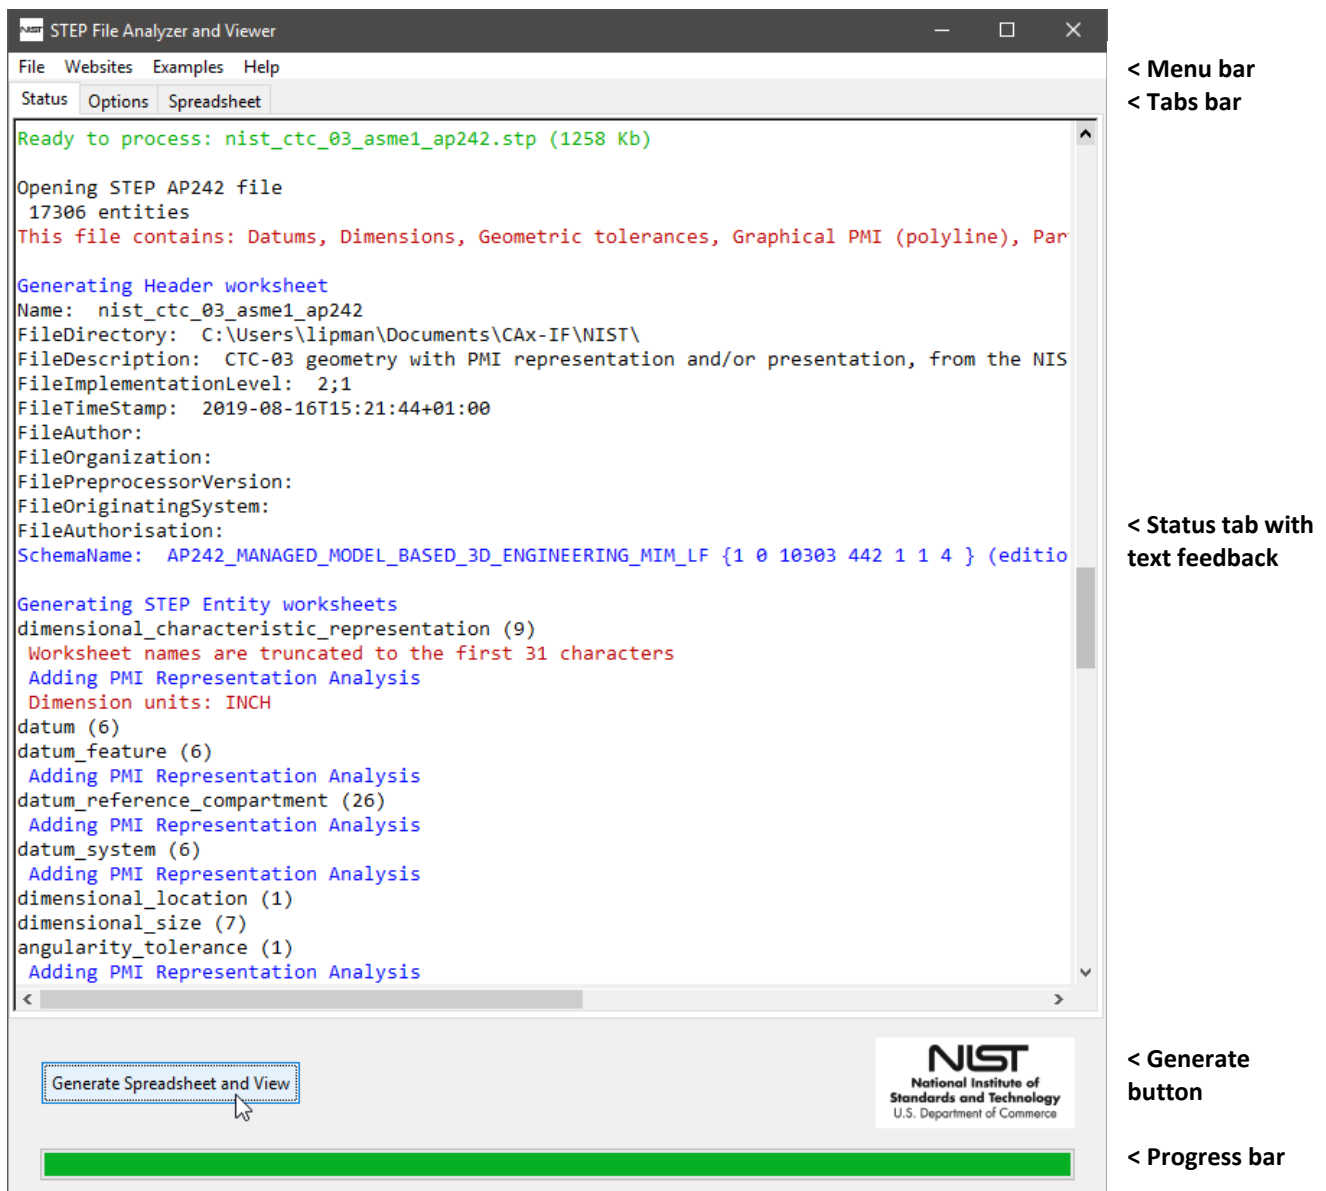 NIST STEP File Analyzer and Viewer
File Websites Examples Help
< Menu bar
Status Options Spreadsheet
< Tabs bar
Ready to process: nist_ctc_03_asme1_ap242.stp (1258 Kb)
Opening STEP AP242 file
17306 entities
This file contains: Datums, Dimensions, Geometric tolerances, Graphical PMI (polyline), Par
Generating Header worksheet
Name:  nist_ctc_03_asme1_ap242
FileDirectory:  C:\Users\lipman\Documents\CAx-IF\NIST\
FileDescription:  CTC-03 geometry with PMI representation and/or presentation, from the NIS
FileImplementationLevel:  2;1
FileTimeStamp:  2019-08-16T15:21:44+01:00
FileAuthor:
FileOrganization:
FilePreprocessorVersion:
FileOriginatingSystem:
FileAuthorisation:
SchemaName:  AP242_MANAGED_MODEL_BASED_3D_ENGINEERING_MIM_LF {1 0 10303 442 1 1 4 } (editio
< Status tab with
text feedback
Generating STEP Entity worksheets
dimensional_characteristic_representation (9)
Worksheet names are truncated to the first 31 characters
Adding PMI Representation Analysis
Dimension units: INCH
datum (6)
datum_feature (6)
Adding PMI Representation Analysis
datum_reference_compartment (26)
Adding PMI Representation Analysis
datum_system (6)
Adding PMI Representation Analysis
dimensional_location (1)
dimensional_size (7)
angularity_tolerance (1)
Adding PMI Representation Analysis
Generate Spreadsheet and View
NIST
National Institute of
Standards and Technology
U.S. Department of Commerce
< Generate
button
< Progress bar